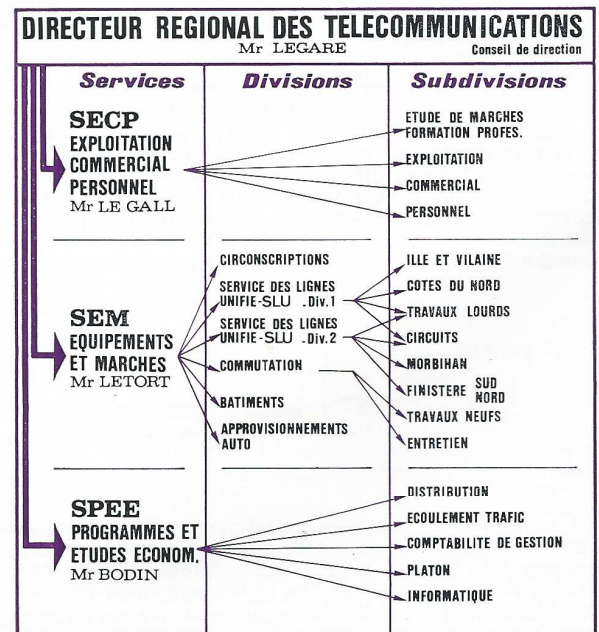 DIRECTEUR REGIONAL DES TELECOMMUNICATIONS
Mr LEGARE
Conseil de direction
Services
Divisions
Subdivisions
SECP
EXPLOITATION
COMMERCIAL
PERSONNEL
Mr LE GALL
ETUDE DE MARCHES
FORMATION PROFES.
EXPLOITATION
COMMERCIAL
PERSONNEL
SEM
EQUIPEMENTS
ET MARCHES
Mr LETORT
CIRCONSCRIPTIONS
SERVICE DES LIGNES
UNIFIE-SLU .Div.1
SERVICE DES LIGNES
UNIFIE-SLU .Div.2
COMMUTATION
BATIMENTS
APPROVISIONNEMENTS
AUTO
ILLE ET VILAINE
COTES DU NORD
TRAVAUX LOURDS
CIRCUITS
MORBIHAN
FINISTERE SUD
NORD
TRAVAUX NEUFS
ENTRETIEN
SPEE
PROGRAMMES ET
ETUDES ECONOM.
Mr BODIN
DISTRIBUTION
ECOULEMENT TRAFIC
COMPTABILITE DE GESTION
PLATON
INFORMATIQUE